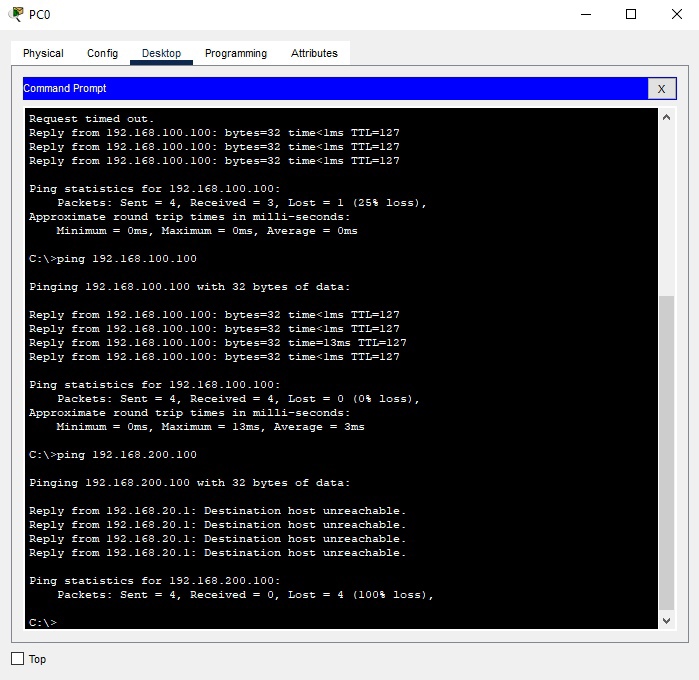 PC0
Physical Config Desktop Programming Attributes
Command Prompt X
Request timed out.
Reply from 192.168.100.100: bytes=32 time<1ms TTL=127
Reply from 192.168.100.100: bytes=32 time<1ms TTL=127
Reply from 192.168.100.100: bytes=32 time<1ms TTL=127
Ping statistics for 192.168.100.100:
Packets: Sent = 4, Received = 3, Lost = 1 (25% loss),
Approximate round trip times in milli-seconds:
Minimum = 0ms, Maximum = 0ms, Average = 0ms
C:\>ping 192.168.100.100
Pinging 192.168.100.100 with 32 bytes of data:
Reply from 192.168.100.100: bytes=32 time<1ms TTL=127
Reply from 192.168.100.100: bytes=32 time<1ms TTL=127
Reply from 192.168.100.100: bytes=32 time=13ms TTL=127
Reply from 192.168.100.100: bytes=32 time<1ms TTL=127
Ping statistics for 192.168.100.100:
Packets: Sent = 4, Received = 4, Lost = 0 (0% loss),
Approximate round trip times in milli-seconds:
Minimum = 0ms, Maximum = 13ms, Average = 3ms
C:\>ping 192.168.200.100
Pinging 192.168.200.100 with 32 bytes of data:
Reply from 192.168.20.1: Destination host unreachable.
Reply from 192.168.20.1: Destination host unreachable.
Reply from 192.168.20.1: Destination host unreachable.
Reply from 192.168.20.1: Destination host unreachable.
Ping statistics for 192.168.200.100:
Packets: Sent = 4, Received = 0, Lost = 4 (100% loss),
C:\>
Top